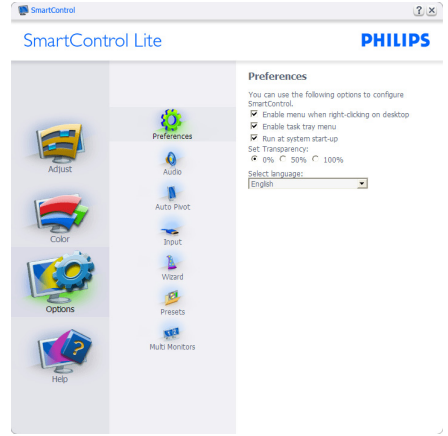 SmartControl
SmartControl Lite
PHILIPS
Adjust
Color
Options
Help
Preferences
Audio
Auto Pivot
Input
Wizard
Presets
Multi Monitors
Preferences
You can use the following options to configure
SmartControl.
Enable menu when right-clicking on desktop
Enable task tray menu
Run at system start-up
Set Transparency:
0% 50% 100%
Select language:
English